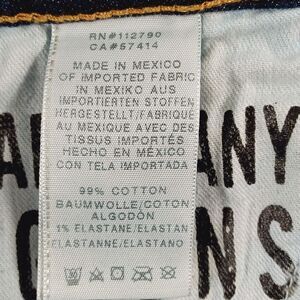 RN#112790
CA#57414
MADE IN MEXICO
OF IMPORTED FABRIC
IN MEXIKO AUS
IMPORTIERTEN STOFFEN
HERGESTELLT/FABRIQUÉ
AU MEXIQUE AVEC DES
TISSUS IMPORTÉS
HECHO EN MÉXICO
CON TELA IMPORTADA
99% COTTON
BAUMWOLLE/COTON
ALGODÓN
1% ELASTANE/ELASTAN
ELASTANNE/ELASTANO
ANY
NS